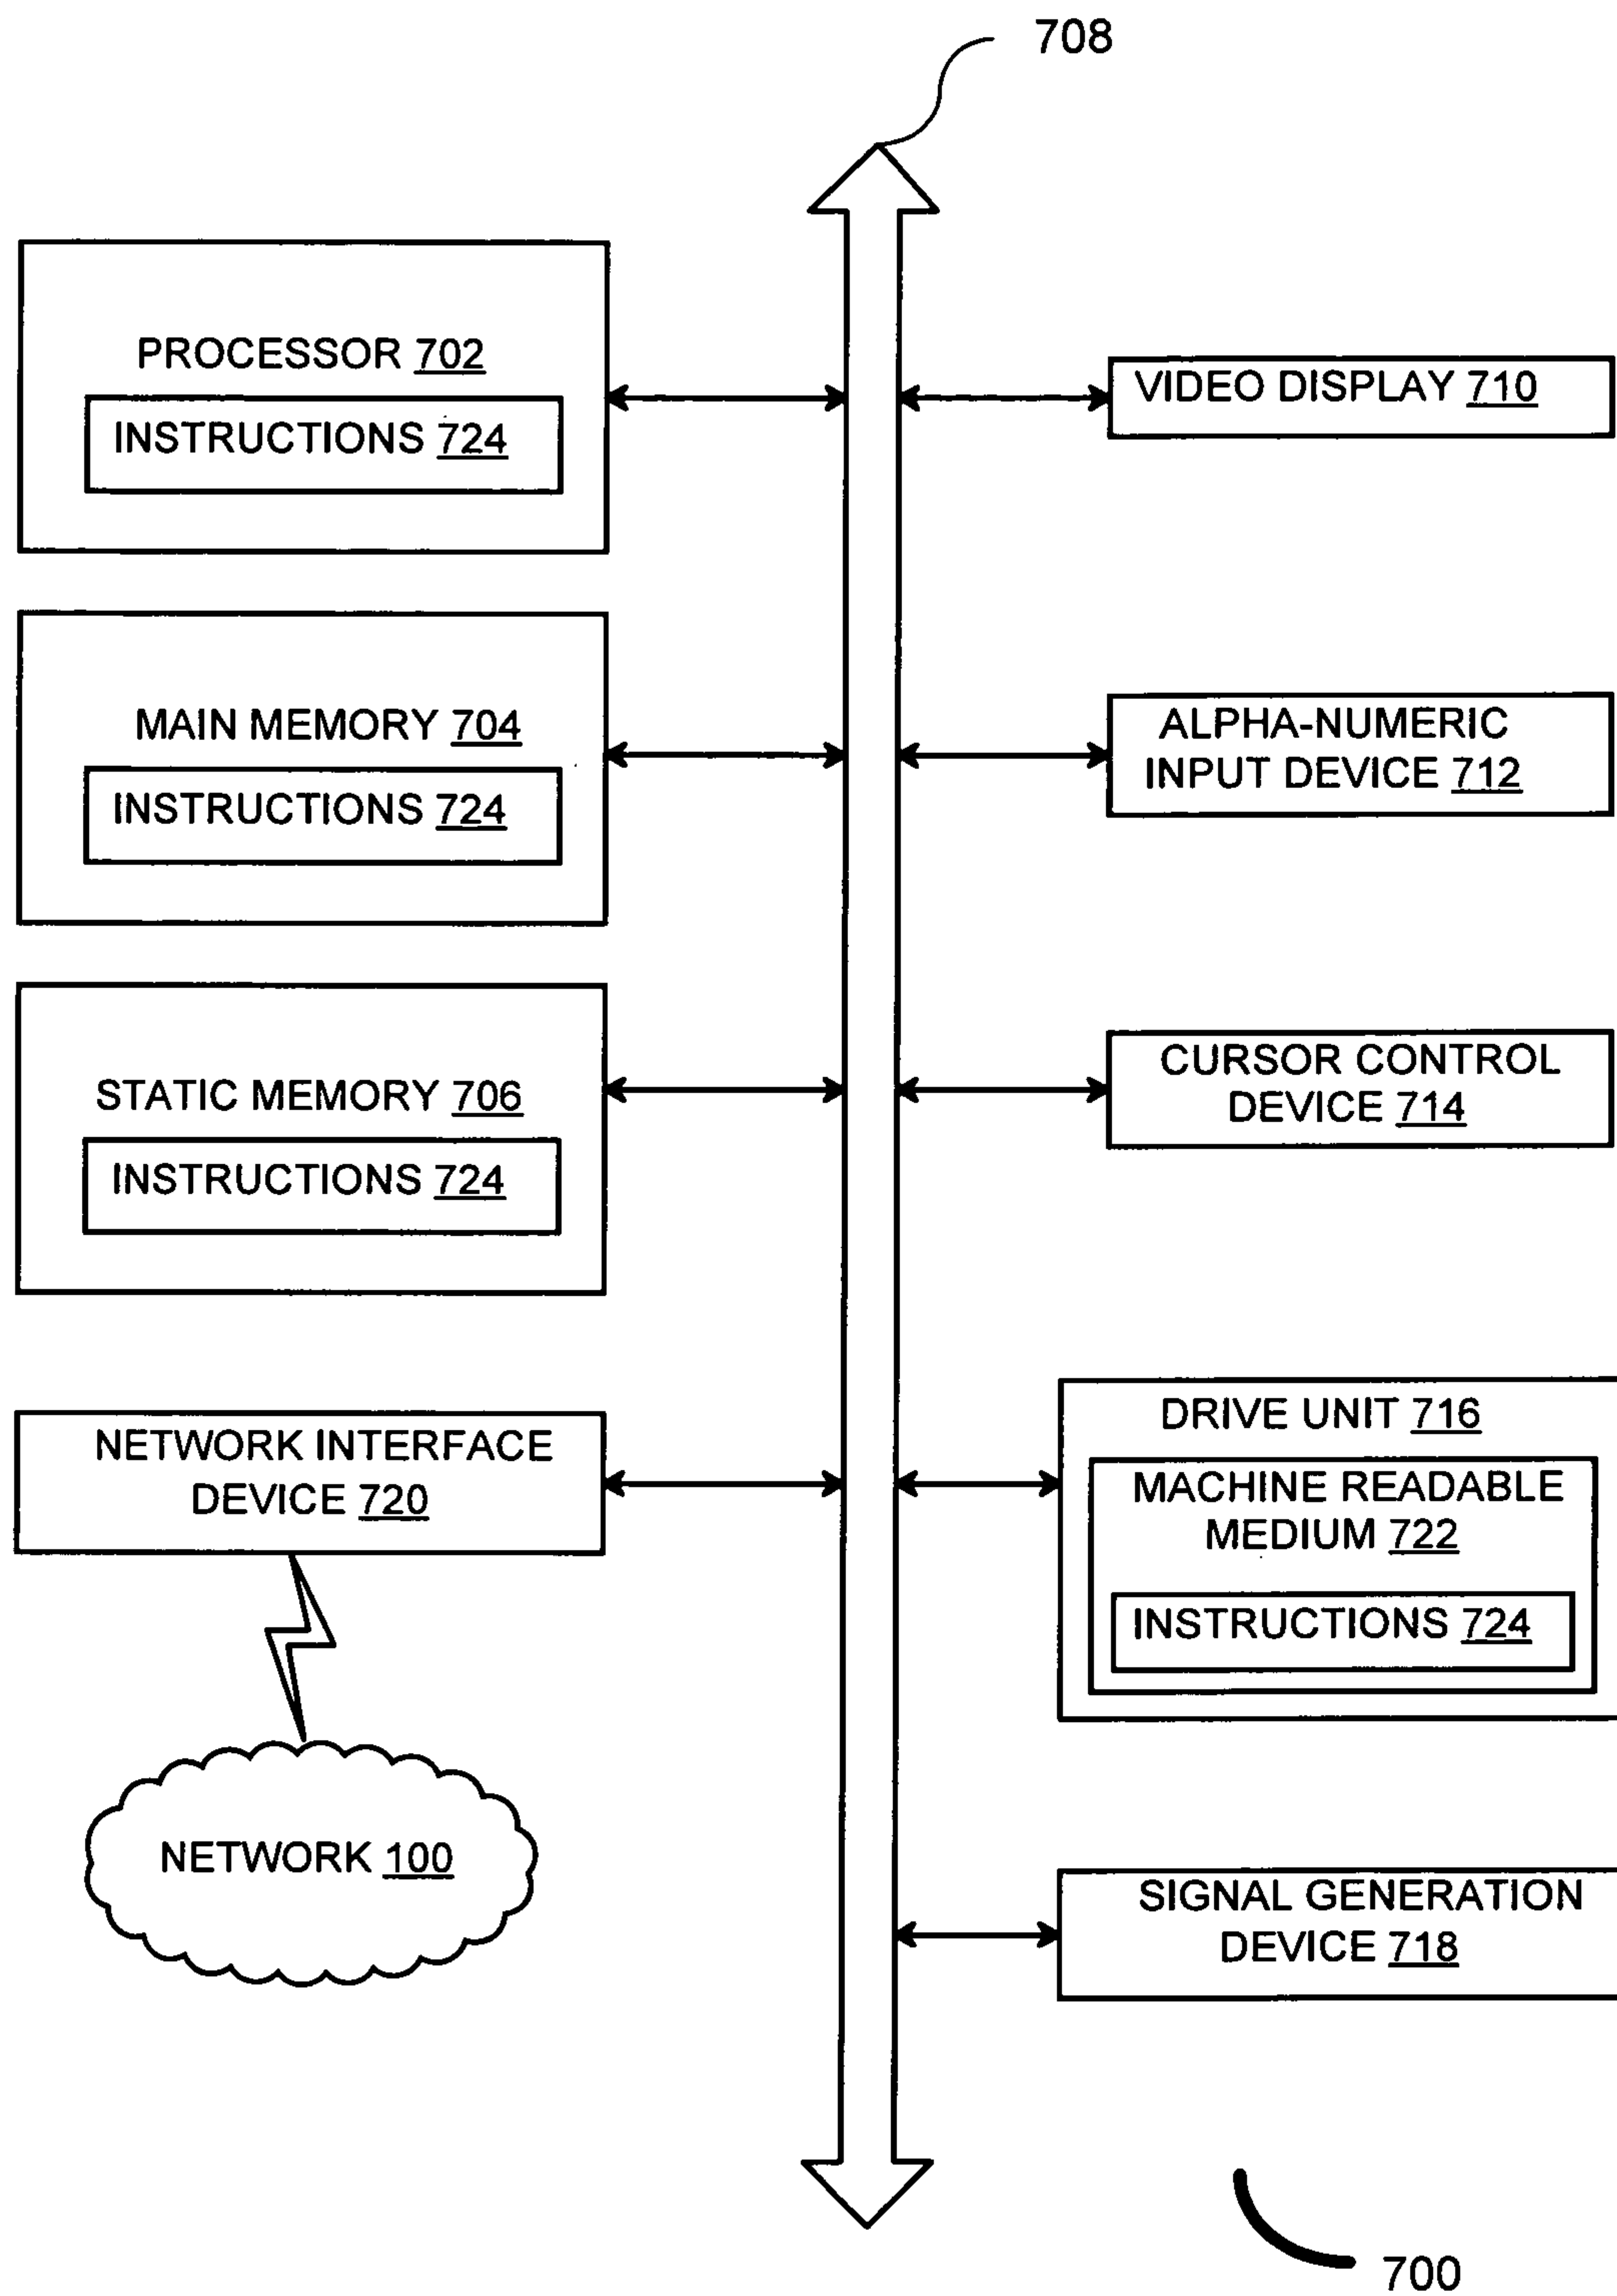 708
PROCESSOR 702
INSTRUCTIONS 724
MAIN MEMORY 704
INSTRUCTIONS 724
STATIC MEMORY 706
INSTRUCTIONS 724
NETWORK INTERFACE
DEVICE 720
NETWORK 100
VIDEO DISPLAY 710
ALPHA-NUMERIC
INPUT DEVICE 712
CURSOR CONTROL
DEVICE 714
DRIVE UNIT 716
MACHINE READABLE
MEDIUM 722
INSTRUCTIONS 724
SIGNAL GENERATION
DEVICE 718
700